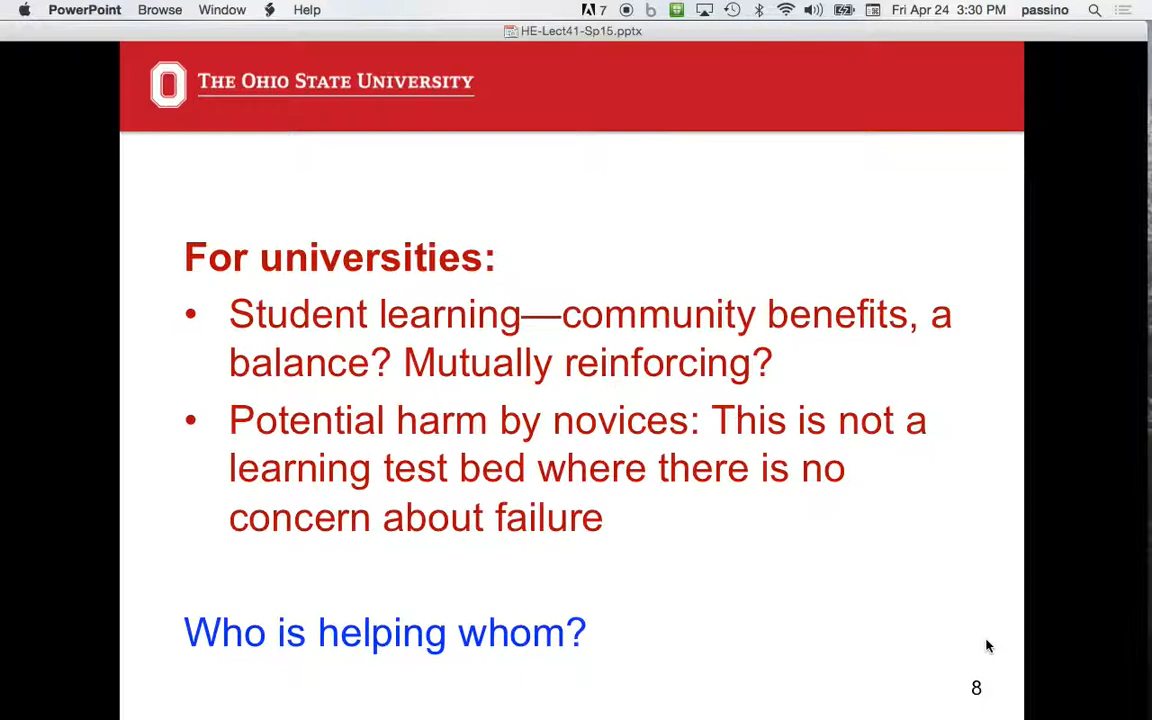 PowerPoint Browse Window Help 7 Fri Apr 24 3:30 PM passino
HE-Lect41-Sp15.pptx
THE OHIO STATE UNIVERSITY
For universities:
• Student learning—community benefits, a
balance? Mutually reinforcing?
• Potential harm by novices: This is not a
learning test bed where there is no
concern about failure
Who is helping whom?
8